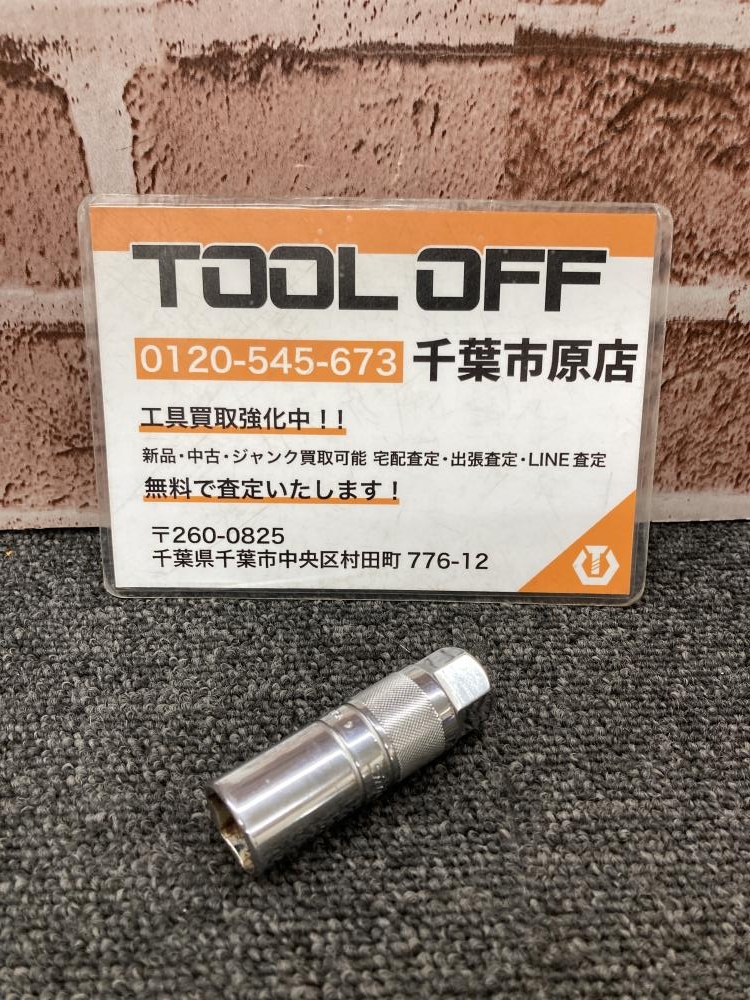 TOOL OFF
0120-545-673 千葉市原店
工具買取強化中！！
新品・中古・ジャンク買取可能 宅配査定・出張査定・LINE査定
無料で査定いたします！
〒260-0825
千葉県千葉市中央区村田町 776-12